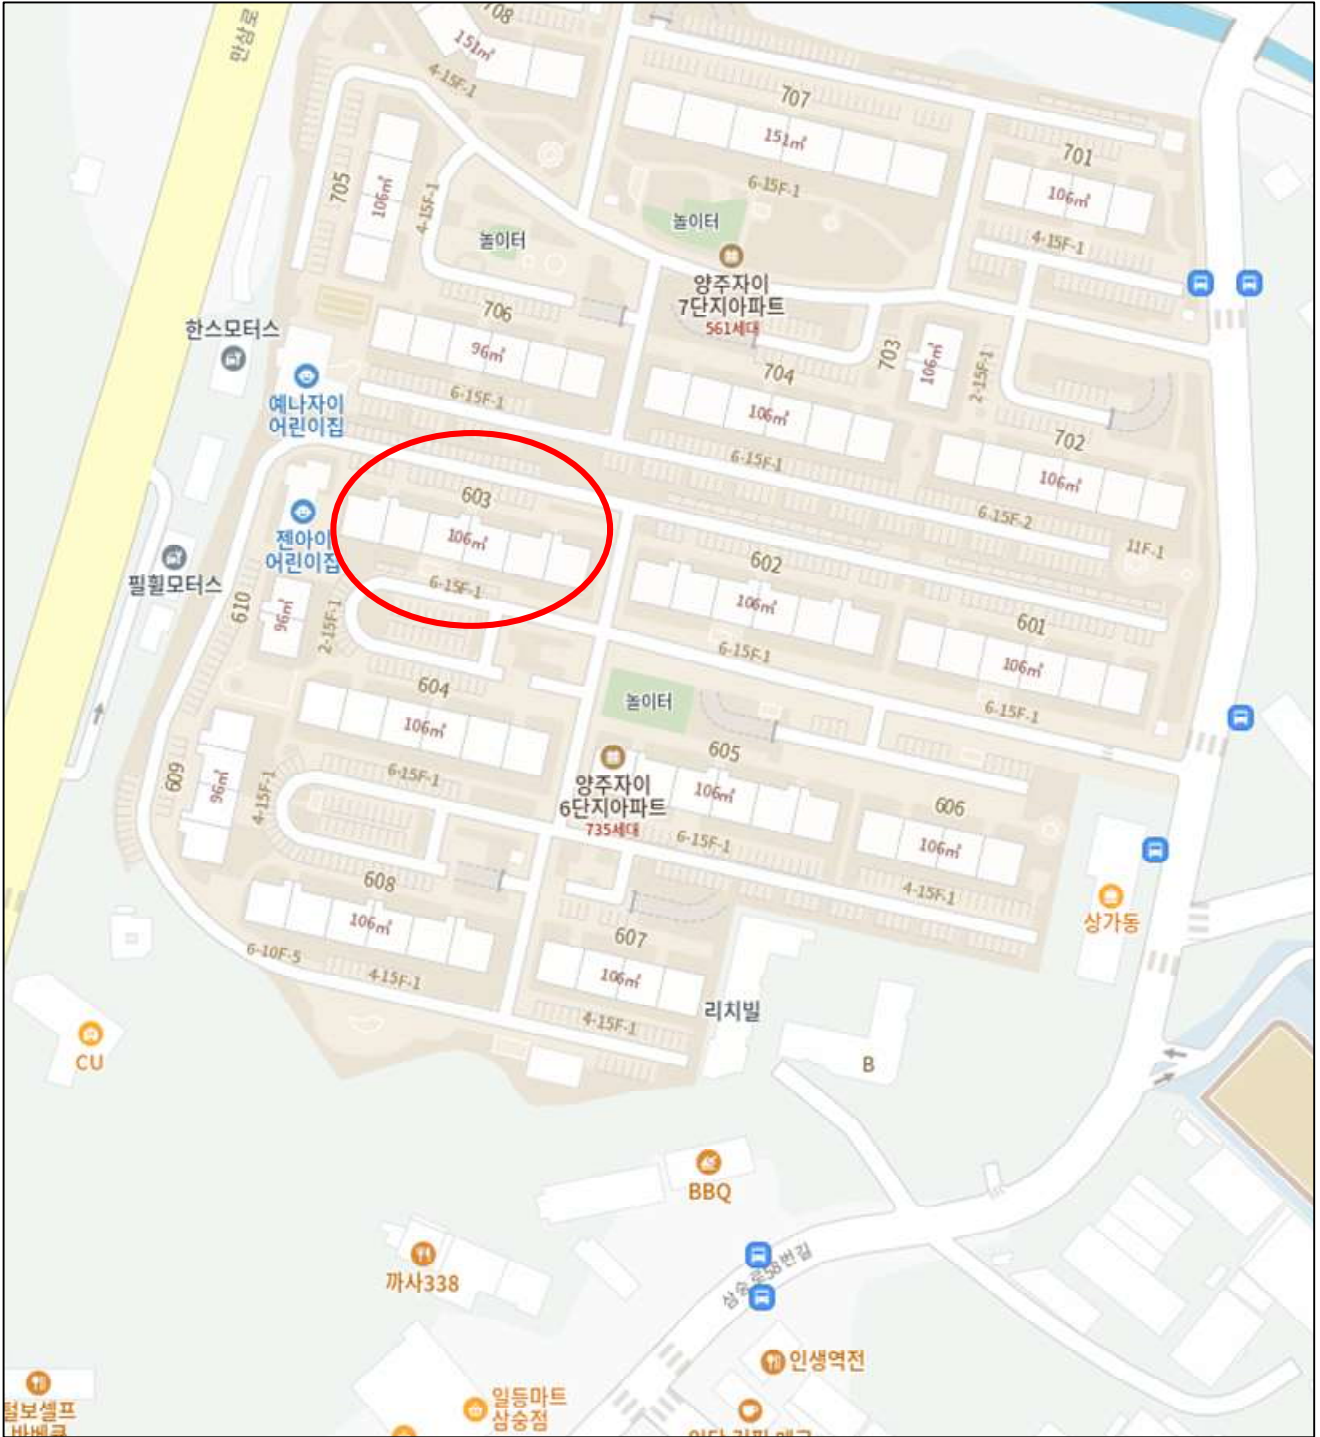 708
만상로
151㎡
4-15F-1
707
151㎡
6-15F-1
701
106㎡
4-15F-1
705
106㎡
4-15F-1
놀이터
놀이터
양주자이
7단지아파트
561세대
706
96㎡
6-15F-1
한스모터스
예나자이
어린이집
703
106㎡
2-15F-1
704
106㎡
6-15F-1
702
106㎡
6-15F-2
11F-1
603
106㎡
6-15F-1
젠아이
어린이집
필휠모터스
610
96㎡
2-15F-1
602
106㎡
6-15F-1
601
106㎡
6-15F-1
604
106㎡
6-15F-1
놀이터
605
106㎡
6-15F-1
양주자이
6단지아파트
735세대
609
96㎡
4-15F-1
606
106㎡
4-15F-1
608
106㎡
6-10F-5
4-15F-1
607
106㎡
4-15F-1
상가동
리치빌
B
CU
BBQ
까사338
삼숭로58번길
인생역전
일등마트
삼숭점
털보셀프
바베큐